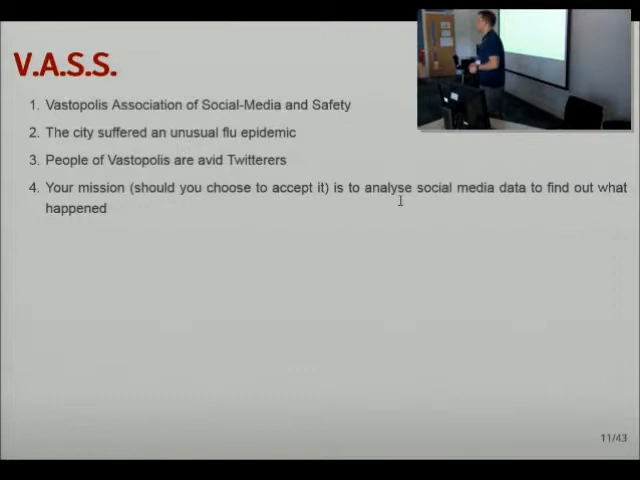 V.A.S.S.
1. Vastopolis Association of Social-Media and Safety
2. The city suffered an unusual flu epidemic
3. People of Vastopolis are avid Twitterers
4. Your mission (should you choose to accept it) is to analyse social media data to find out what
happened
11/43